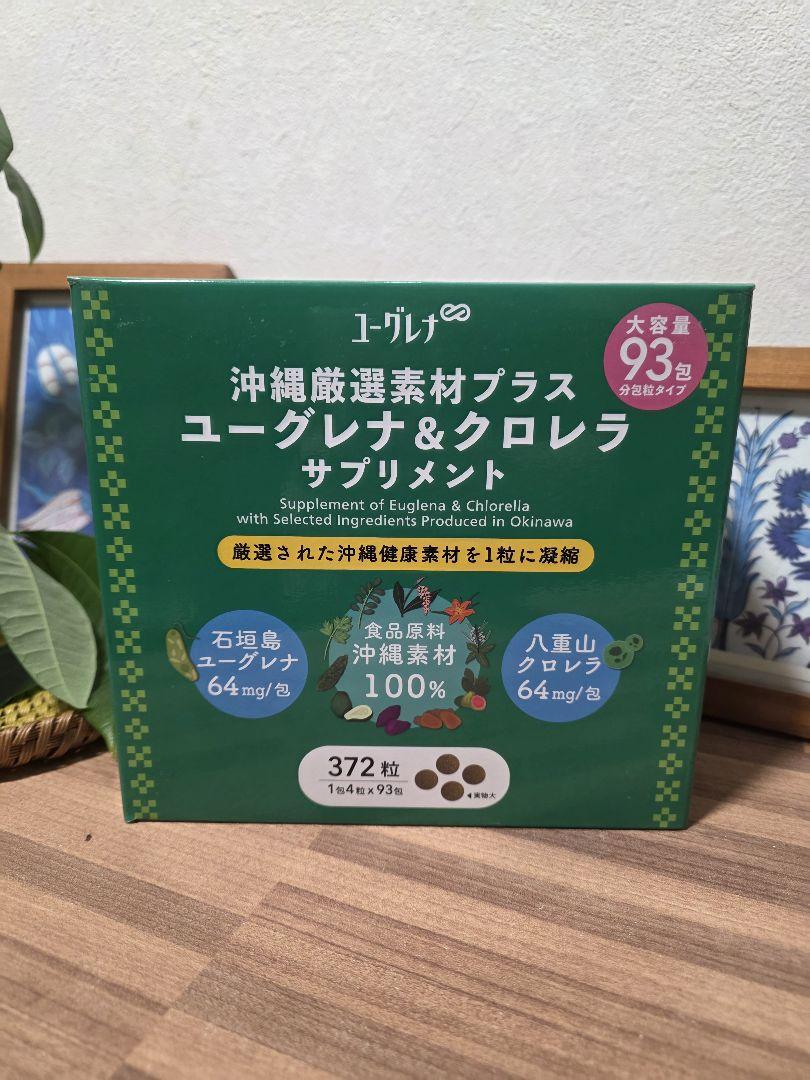 ユーグレナ
大容量
93包
分包粒タイプ
沖縄厳選素材プラス
ユーグレナ&クロレラ
サプリメント
Supplement of Euglena & Chlorella
with Selected Ingredients Produced in Okinawa
厳選された沖縄健康素材を1粒に凝縮
石垣島
ユーグレナ
64mg/包
食品原料
沖縄素材
100%
八重山
クロレラ
64mg/包
372粒
1包4粒x93包
◀実物大